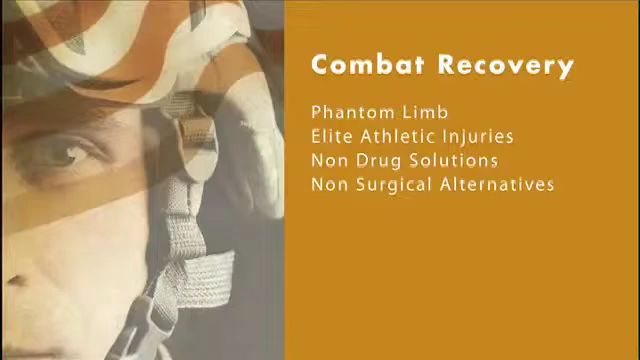 Combat Recovery
Phantom Limb
Elite Athletic Injuries
Non Drug Solutions
Non Surgical Alternatives